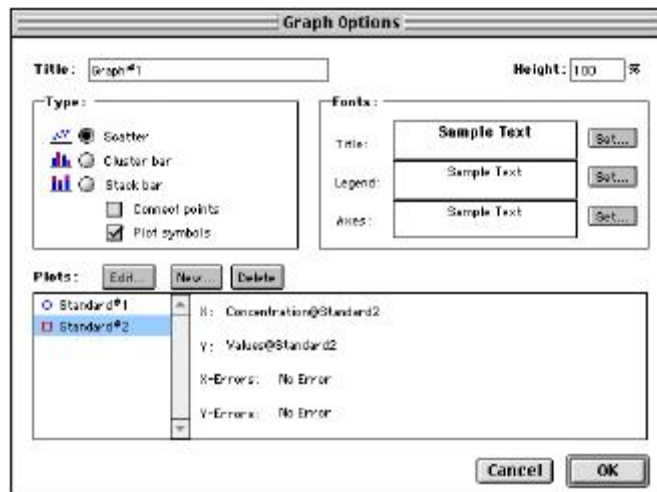 Graph Options
Title: Graph#1 Height: 100 %
Type: Fonts:
Scatter Title: Sample Text Set...
Cluster bar
Stack bar Legend: Sample Text Set...
Connect points
Plot symbols Axes: Sample Text Set...
Plots: Edit... New... Delete
Standard#1 X: Concentration@Standard2
Standard#2
Y: Values@Standard2
X-Errors: No Error
Y-Errors: No Error
Cancel OK